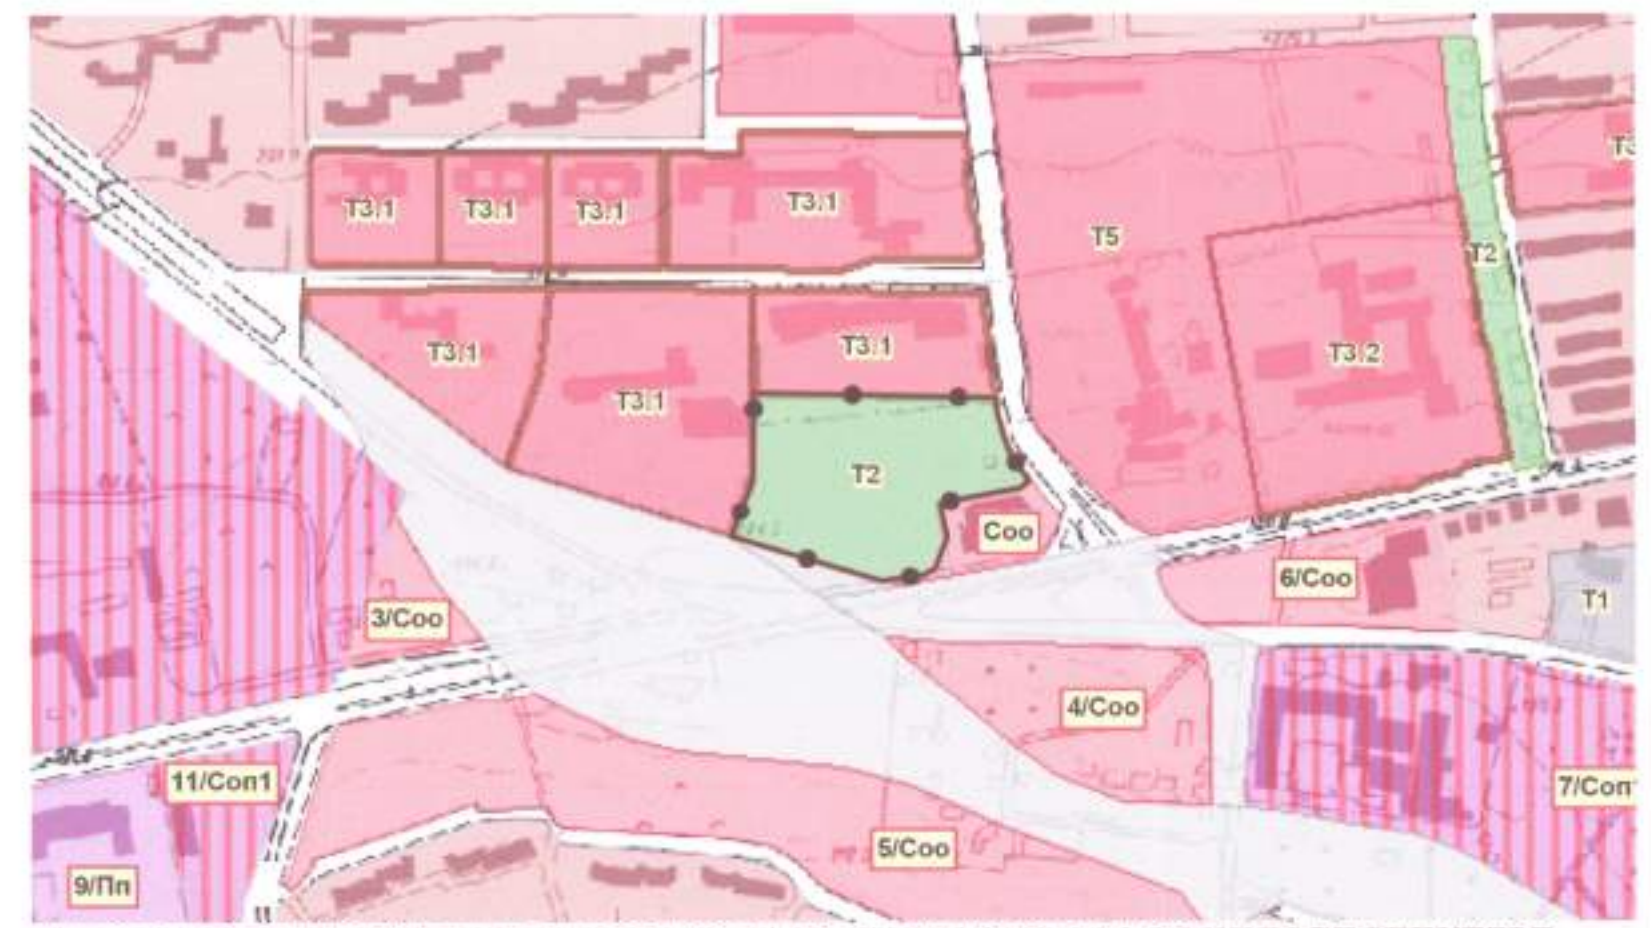 Т3
Т3.1
Т3.1
Т3.1
Т3.1
Т5
Т2
Т3.1
Т3.1
Т3.1
Т3.2
Т2
Соо
6/Соо
Т1
3/Соо
4/Соо
11/Соп1
7/Соп
5/Соо
9/Пп